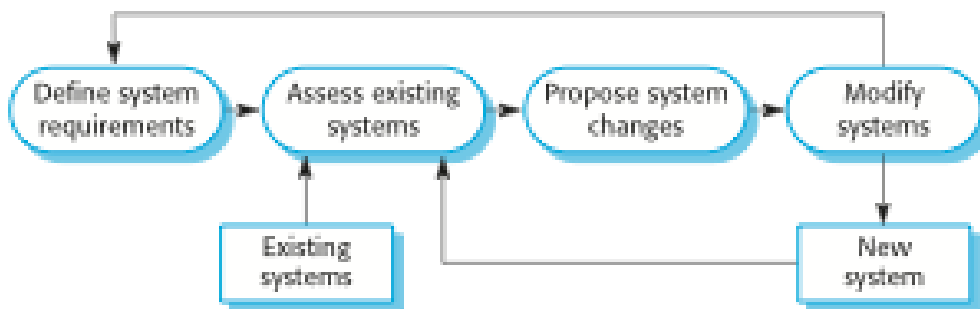 Define system
requirements
Assess existing
systems
Propose system
changes
Modify
systems
Existing
systems
New
system